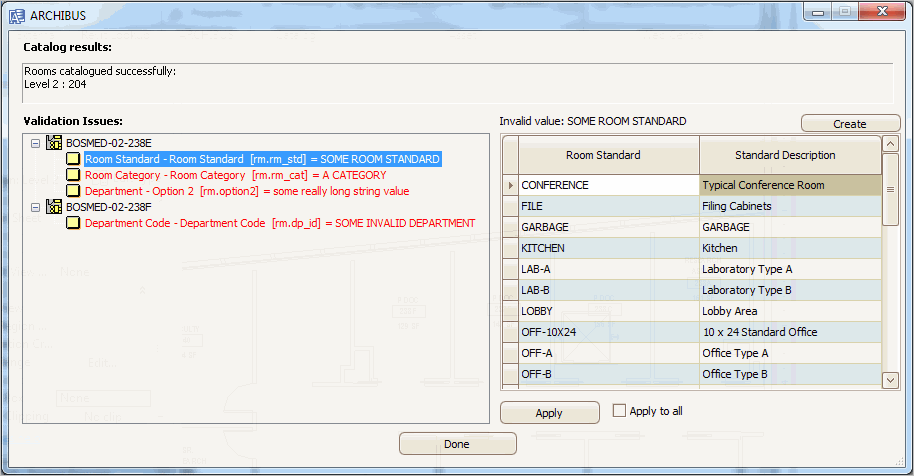 ARCHIBUS
Catalog results:
Rooms catalogued successfully:
Level 2 : 204
Validation Issues:
BOSMED-02-238E
Room Standard - Room Standard [rm.rm_std] = SOME ROOM STANDARD
Room Category - Room Category [rm.rm_cat] = A CATEGORY
Department - Option 2 [rm.option2] = some really long string value
BOSMED-02-238F
Department Code - Department Code [rm.dp_id] = SOME INVALID DEPARTMENT
Invalid value: SOME ROOM STANDARD
Create
Room Standard Standard Description
CONFERENCE Typical Conference Room
FILE Filing Cabinets
GARBAGE GARBAGE
KITCHEN Kitchen
LAB-A Laboratory Type A
LAB-B Laboratory Type B
LOBBY Lobby Area
OFF-10X24 10 x 24 Standard Office
OFF-A Office Type A
OFF-B Office Type B
Apply Apply to all
Done